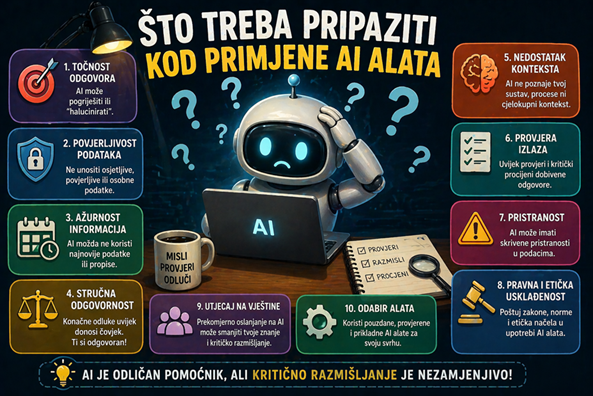 ŠTO TREBA PRIPAZITI
KOD PRIMJENE AI ALATA
1. TOČNOST
ODGOVORA
AI može
pogriješiti ili
"halucinirati".
2. POVJERLJIVOST
PODATAKA
Ne unositi osjetljive,
povjerljive ili osobne
podatke.
3. AŽURNOST
INFORMACIJA
AI možda ne koristi
najnovije podatke
ili propise.
4. STRUČNA
ODGOVORNOST
Konačne odluke uvijek
donosi čovjek.
Ti si odgovoran!
5. NEDOSTATAK
KONTEKSTA
AI ne poznaje tvoj
sustav, procese ni
cjelokupni kontekst.
6. PROVJERA
IZLAZA
Uvijek provjeri i kritički
procijeni dobivene
odgovore.
7. PRISTRANOST
AI može imati
skrivene pristranosti
u podacima.
8. PRAVNA I ETIČKA
USKLAĐENOST
Poštuj zakone, norme
i etička načela u
upotrebi AI alata.
9. UTJECAJ NA VJEŠTINE
Prekomjerno oslanjanje na AI
može smanjiti tvoje znanje
i kritičko razmišljanje.
10. ODABIR ALATA
Koristi pouzdane, provjerene
i prikladne AI alate za
svoju svrhu.
AI
MISLI
PROVJERI
ODLUČI
PROVJERI
RAZMISLI
PROCIJENI
AI JE ODLIČAN POMOĆNIK, ALI KRITIČNO RAZMIŠLJANJE JE NEZAMJENJIVO!